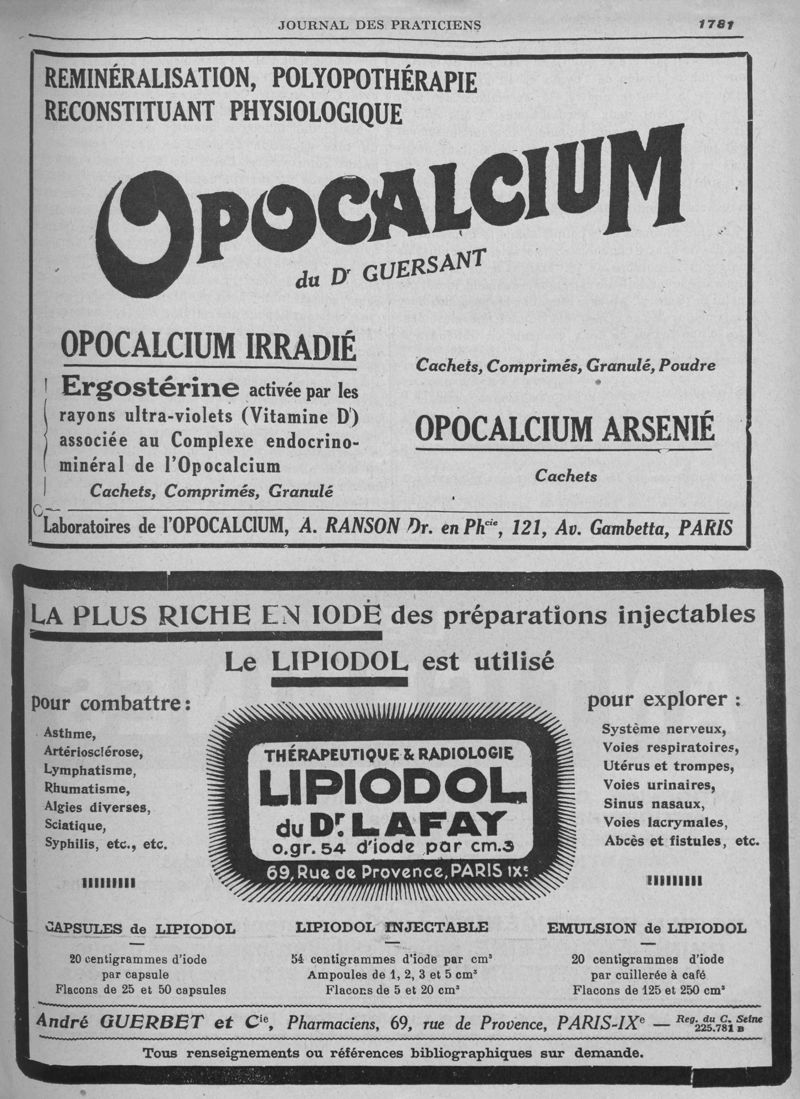 JOURNAL DES PRATICIENS 1781
REMINÉRALISATION, POLYOPOTHÉRAPIE
RECONSTITUANT PHYSIOLOGIQUE
OPOCALCIUM
du Dr GUERSANT
OPOCALCIUM IRRADIÉ
Ergostérine activée par les
rayons ultra-violets (Vitamine D)
associée au Complexe endocrino-
minéral de l'Opocalcium
Cachets, Comprimés, Granulé
Cachets, Comprimés, Granulé, Poudre
OPOCALCIUM ARSENIÉ
Cachets
Laboratoires de l'OPOCALCIUM, A. RANSON Dr. en Phcie, 121, Av. Gambetta, PARIS
LA PLUS RICHE EN IODE des préparations injectables
Le LIPIODOL est utilisé
pour combattre :
Asthme,
Artériosclérose,
Lymphatisme,
Rhumatisme,
Algies diverses,
Sciatique,
Syphilis, etc., etc.
THÉRAPEUTIQUE & RADIOLOGIE
LIPIODOL
du Dr. LAFAY
0.gr. 54 d'iode par cm.3
69, Rue de Provence, PARIS IXe
pour explorer :
Système nerveux,
Voies respiratoires,
Utérus et trompes,
Voies urinaires,
Sinus nasaux,
Voies lacrymales,
Abcès et fistules, etc.
CAPSULES de LIPIODOL
20 centigrammes d'iode
par capsule
Flacons de 25 et 50 capsules
LIPIODOL INJECTABLE
54 centigrammes d'iode par cm³
Ampoules de 1, 2, 3 et 5 cm³
Flacons de 5 et 20 cm³
EMULSION de LIPIODOL
20 centigrammes d'iode
par cuillerée à café
Flacons de 125 et 250 cm³
André GUERBET et Cie, Pharmaciens, 69, rue de Provence, PARIS-IXe — Reg. du C. Seine
225.781 B
Tous renseignements ou références bibliographiques sur demande.